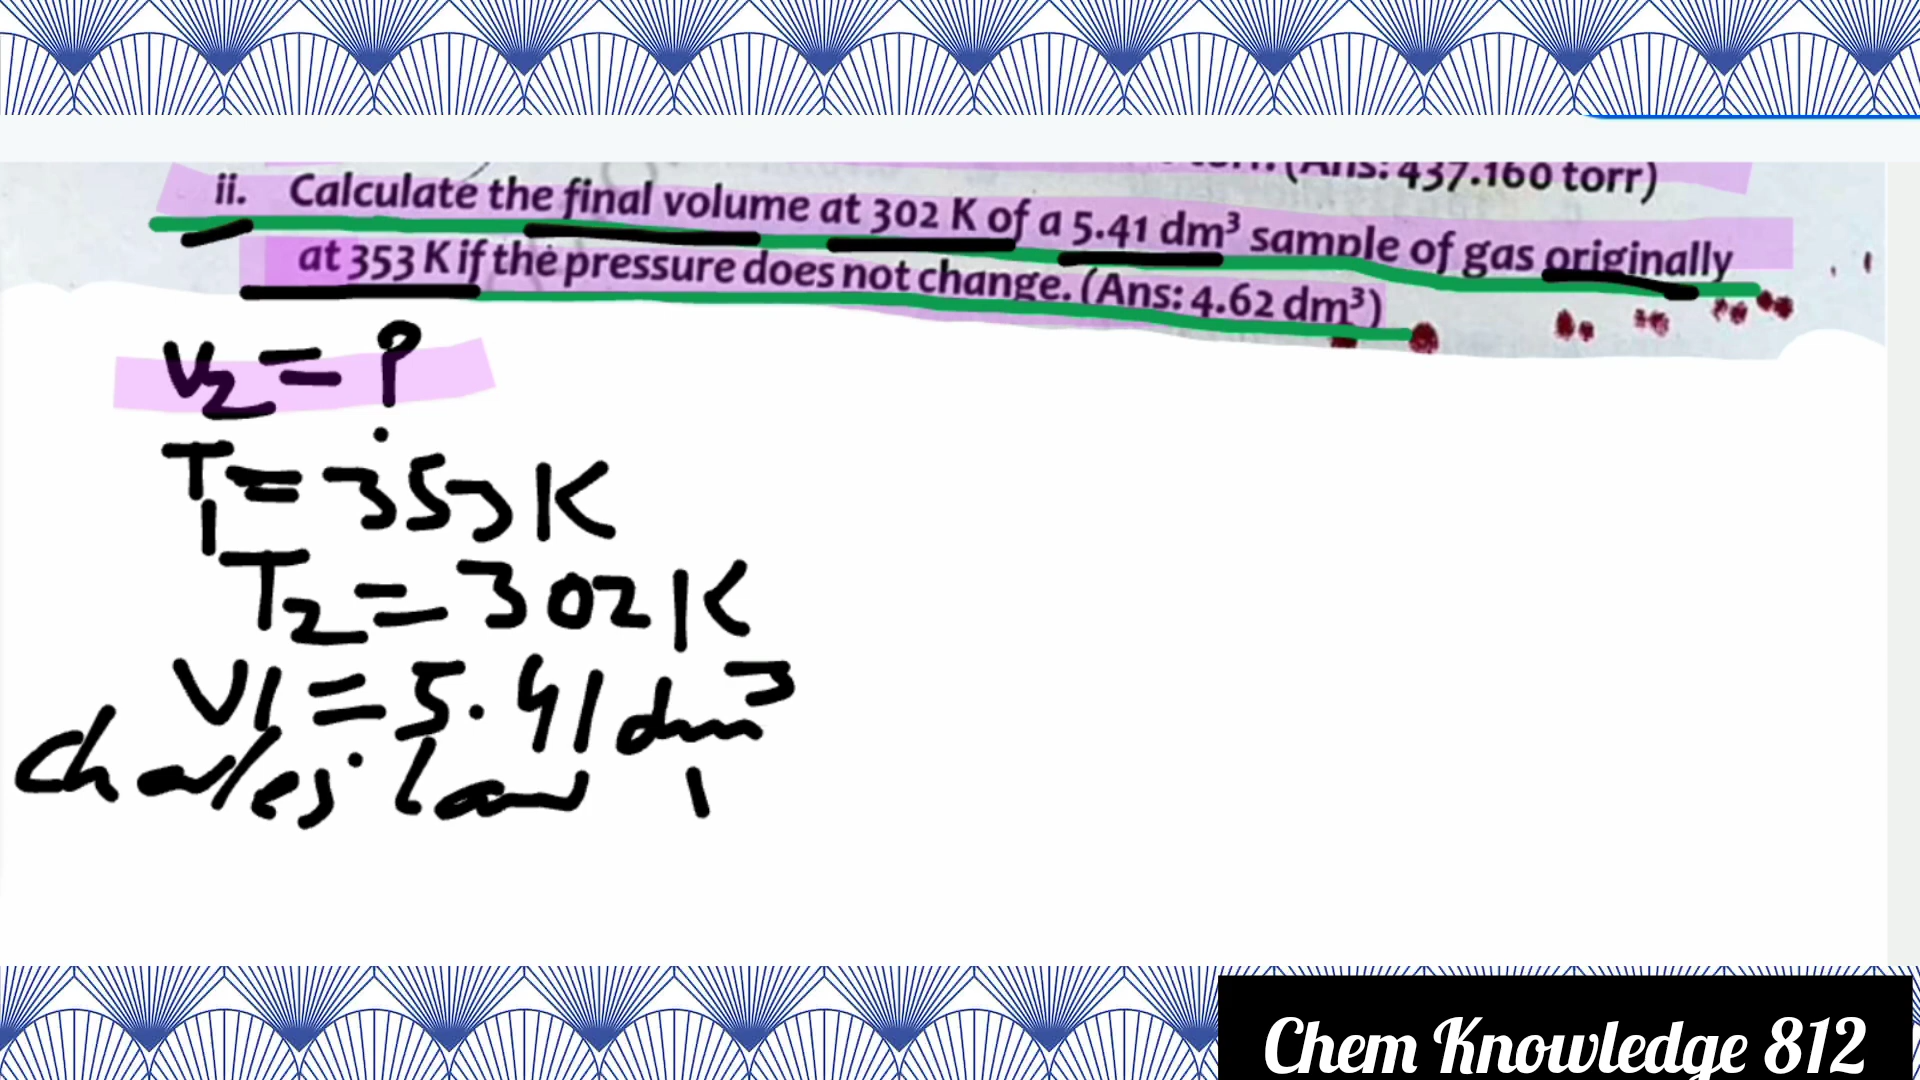 torr. (Ans: 437.160 torr)
ii. Calculate the final volume at 302 K of a 5.41 dm³ sample of gas originally
at 353 K if the pressure does not change. (Ans: 4.62 dm³)
V2 = ?
T1 = 353 K
T2 = 302 K
V1 = 5.41 dm³
Charles' law
Chem Knowledge 812